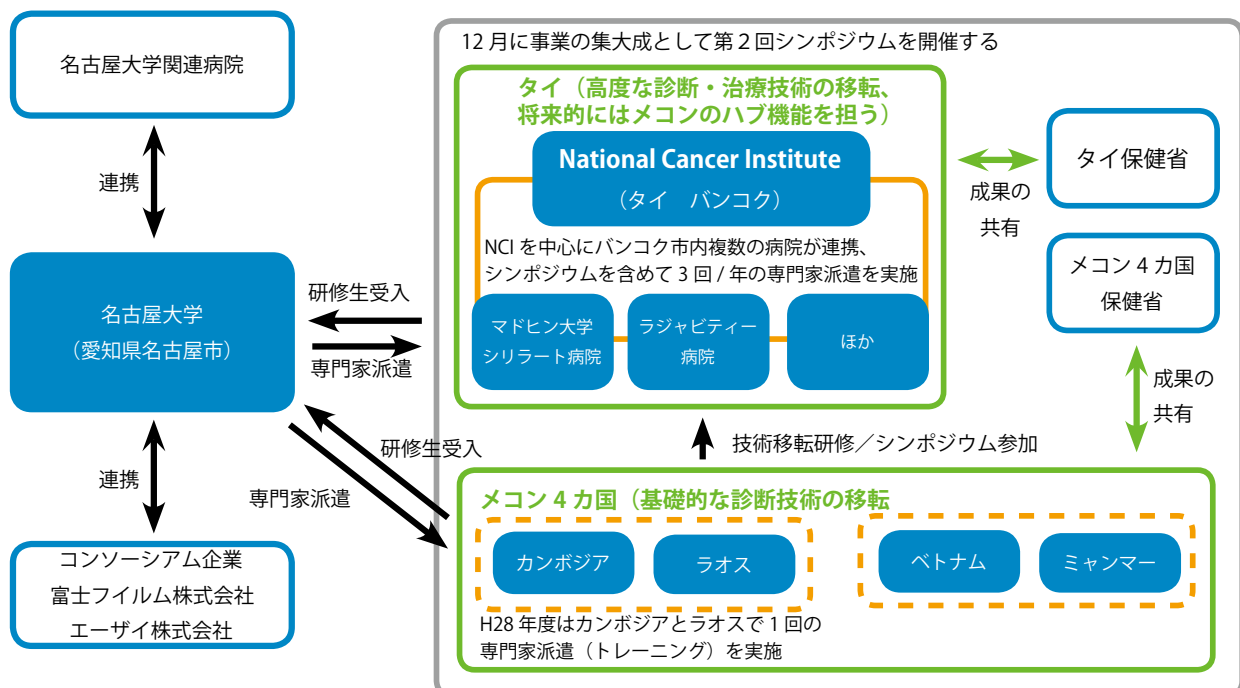 名古屋大学関連病院
連携
名古屋大学
（愛知県名古屋市）
連携
コンソーシアム企業
富士フイルム株式会社
エーザイ株式会社
研修生受入
専門家派遣
研修生受入
専門家派遣
12 月に事業の集大成として第 2 回シンポジウムを開催する
タイ（高度な診断・治療技術の移転、
将来的にはメコンのハブ機能を担う）
National Cancer Institute
（タイ　バンコク）
NCI を中心にバンコク市内複数の病院が連携、
シンポジウムを含めて 3 回 / 年の専門家派遣を実施
マドヒン大学
シリラート病院
ラジャビティー
病院
ほか
成果の
共有
タイ保健省
メコン 4 カ国
保健省
成果の
共有
技術移転研修／シンポジウム参加
メコン 4 カ国（基礎的な診断技術の移転
カンボジア
ラオス
ベトナム
ミャンマー
H28 年度はカンボジアとラオスで 1 回の
専門家派遣（トレーニング）を実施